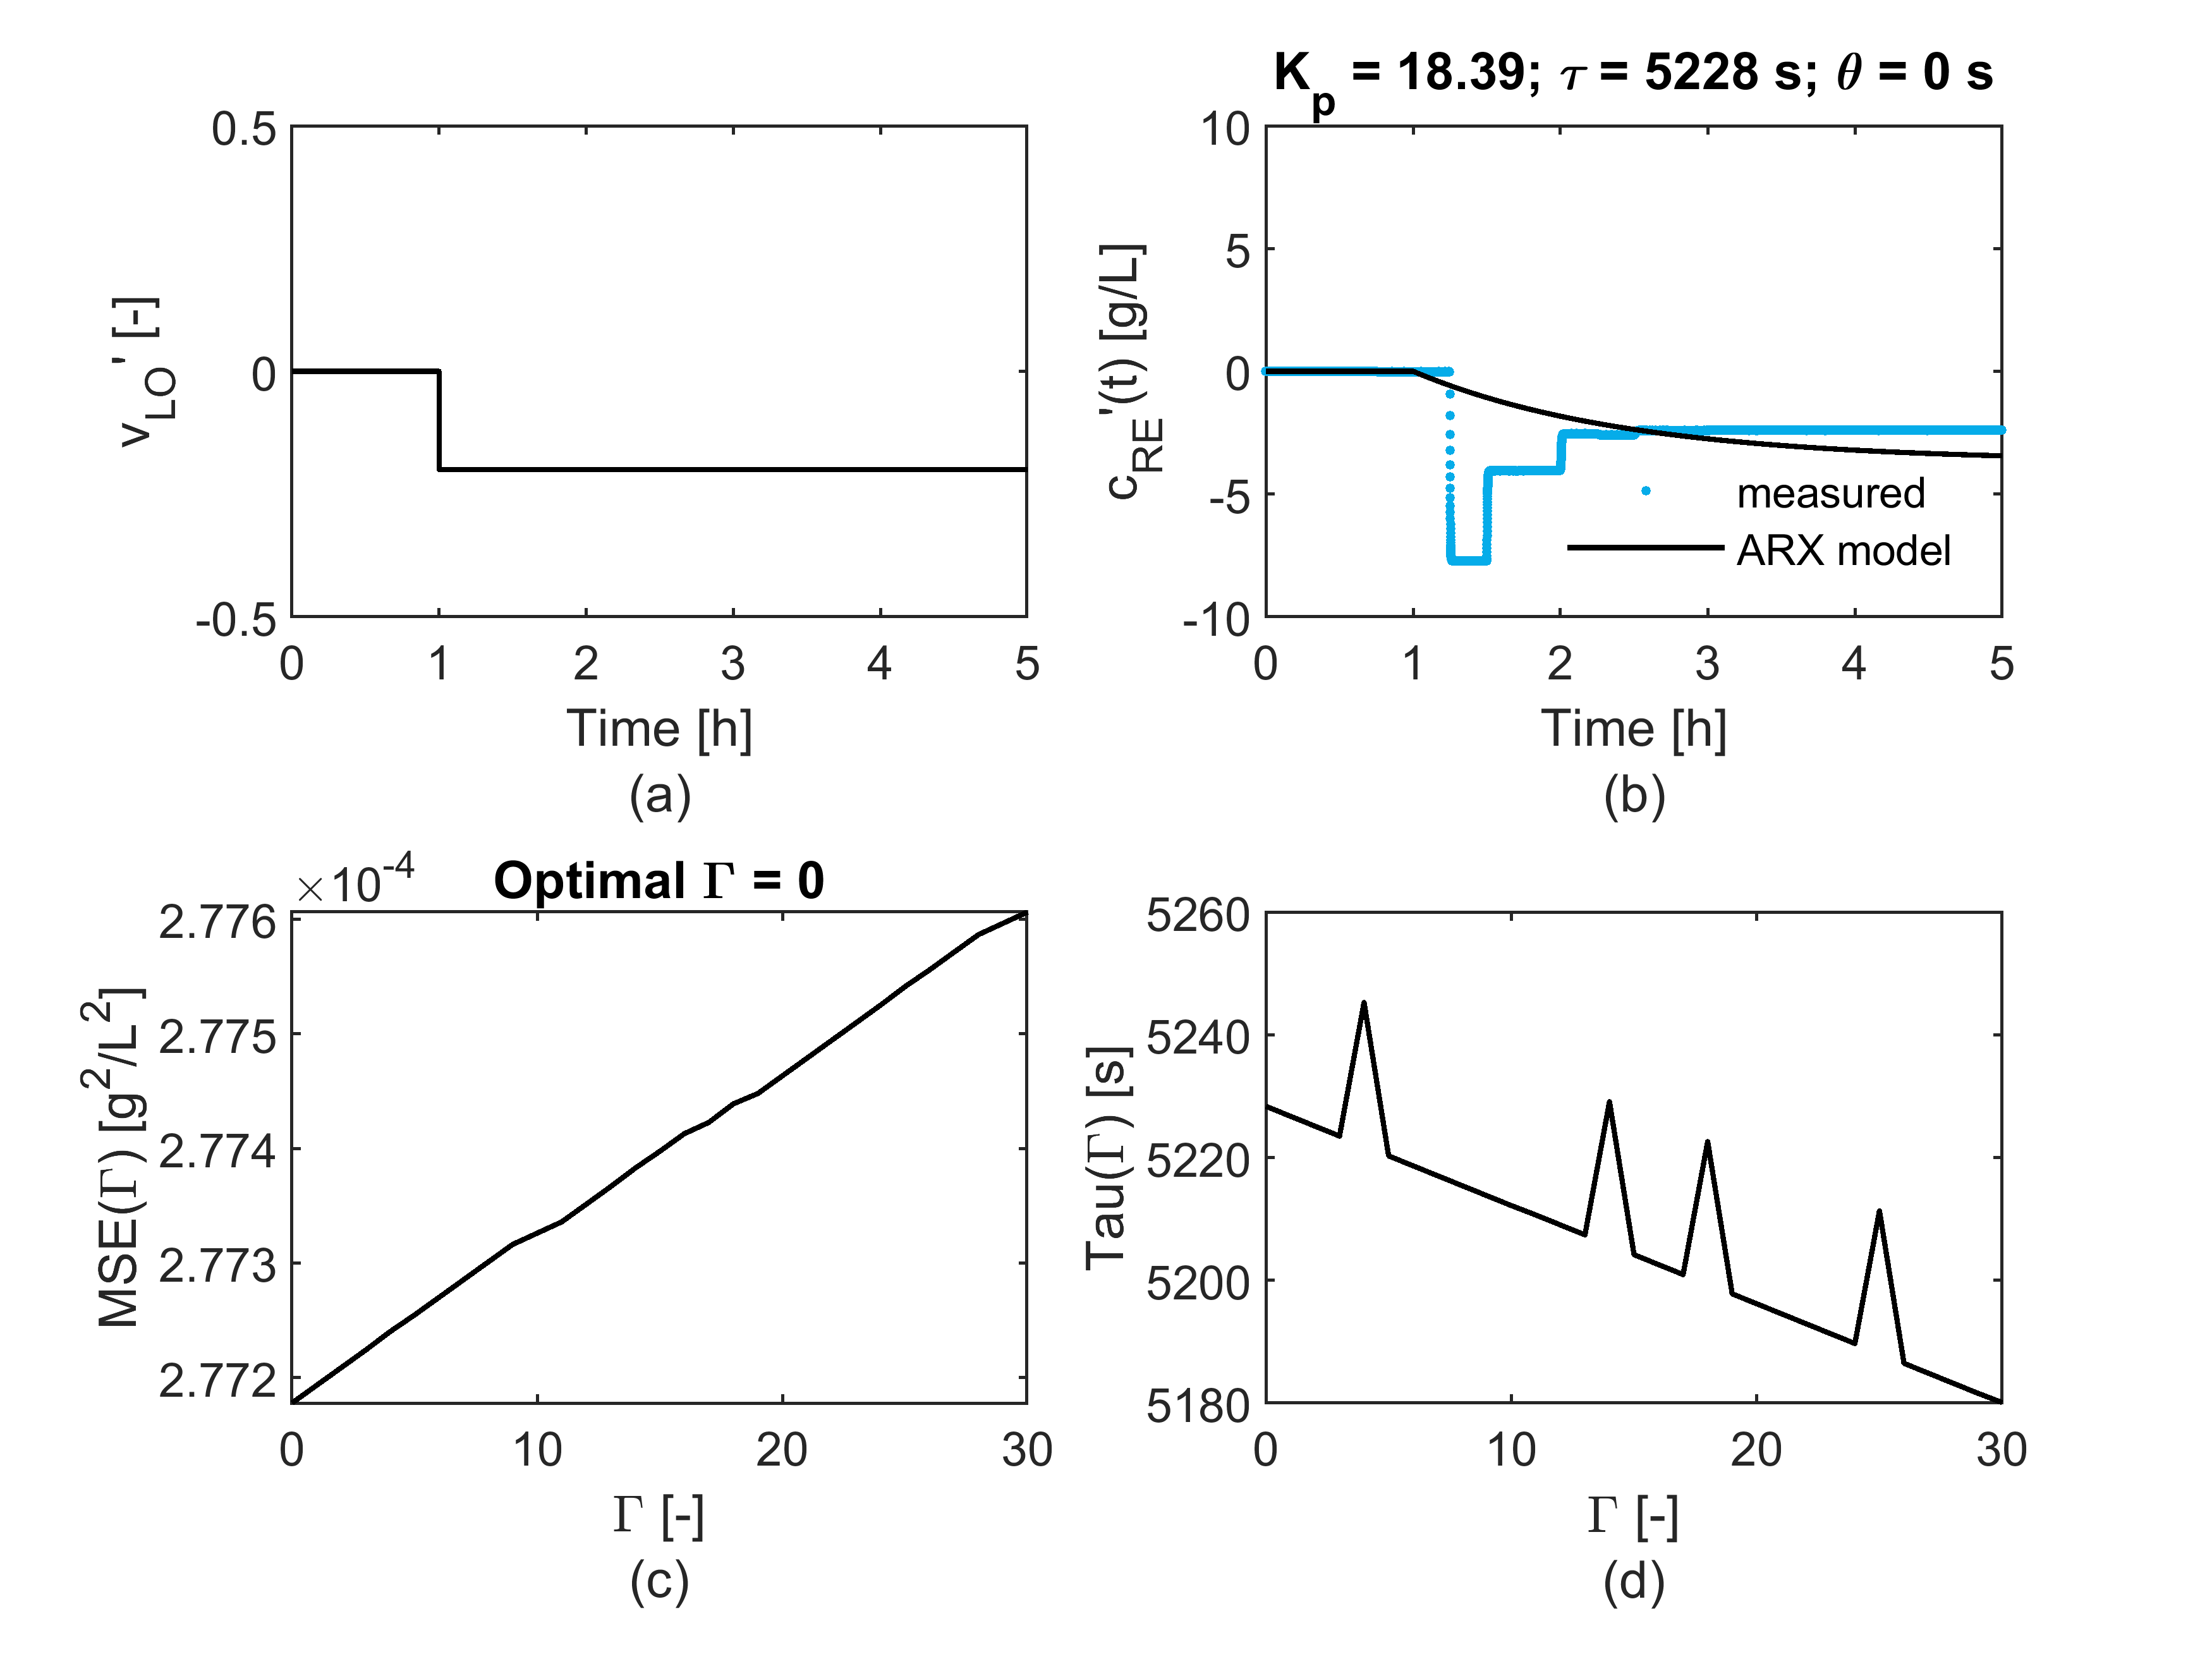 0.5
0
-0.5
v_LO' [-]
0 1 2 3 4 5
Time [h]
(a)
K_p = 18.39; τ = 5228 s; θ = 0 s
10
5
0
-5
-10
c_RE'(t) [g/L]
measured
ARX model
0 1 2 3 4 5
Time [h]
(b)
×10^-4
Optimal Γ = 0
2.776
2.775
2.774
2.773
2.772
MSE(Γ) [g^2/L^2]
0 10 20 30
Γ [-]
(c)
5260
5240
5220
5200
5180
Tau(Γ) [s]
0 10 20 30
Γ [-]
(d)